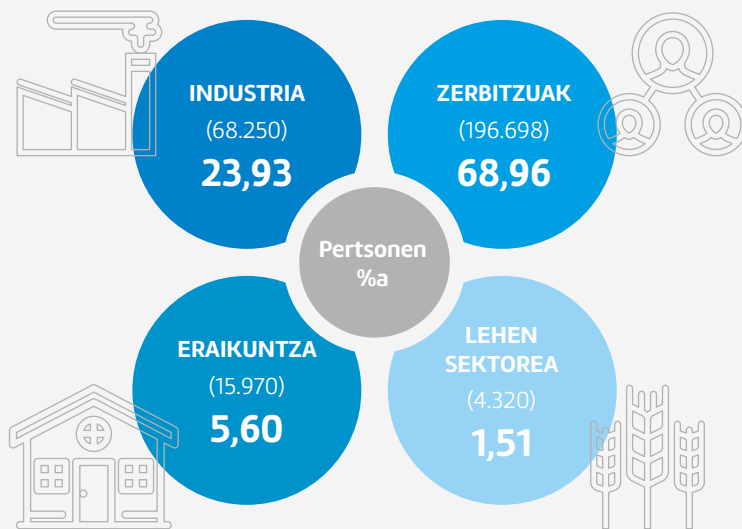 INDUSTRIA
(68.250)
23,93
ZERBITZUAK
(196.698)
68,96
Pertsonen
%a
ERAIKUNTZA
(15.970)
5,60
LEHEN
SEKTOREA
(4.320)
1,51